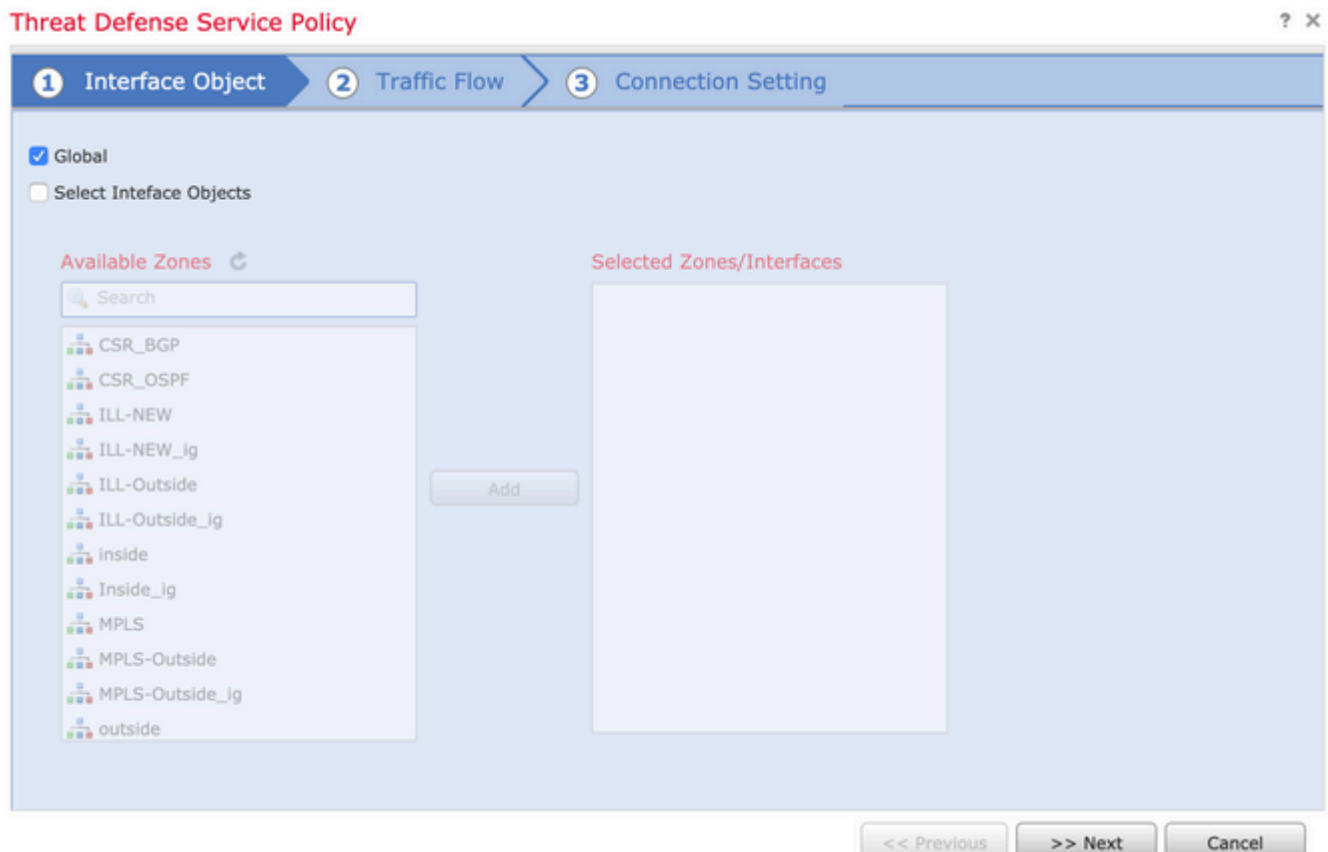 Threat Defense Service Policy
? ×
1 Interface Object 2 Traffic Flow 3 Connection Setting
Global
Select Inteface Objects
Available Zones
Selected Zones/Interfaces
Search
CSR_BGP
CSR_OSPF
ILL-NEW
ILL-NEW_ig
ILL-Outside
ILL-Outside_ig
inside
Inside_ig
MPLS
MPLS-Outside
MPLS-Outside_ig
outside
Add
<< Previous
>> Next
Cancel